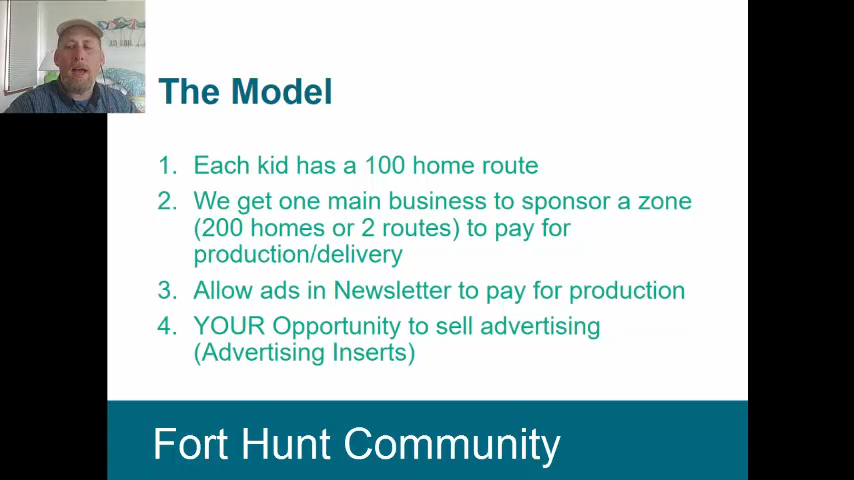 The Model
1. Each kid has a 100 home route
2. We get one main business to sponsor a zone
(200 homes or 2 routes) to pay for
production/delivery
3. Allow ads in Newsletter to pay for production
4. YOUR Opportunity to sell advertising
(Advertising Inserts)
Fort Hunt Community